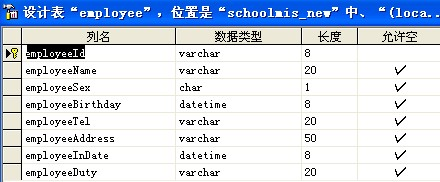 设计表“employee”，位置是“schoolmis_new”中、“(loca..
列名 数据类型 长度 允许空
employeeId varchar 8
employeeName varchar 20 ✓
employeeSex char 1 ✓
employeeBirthday datetime 8 ✓
employeeTel varchar 20 ✓
employeeAddress varchar 50 ✓
employeeInDate datetime 8 ✓
employeeDuty varchar 20 ✓